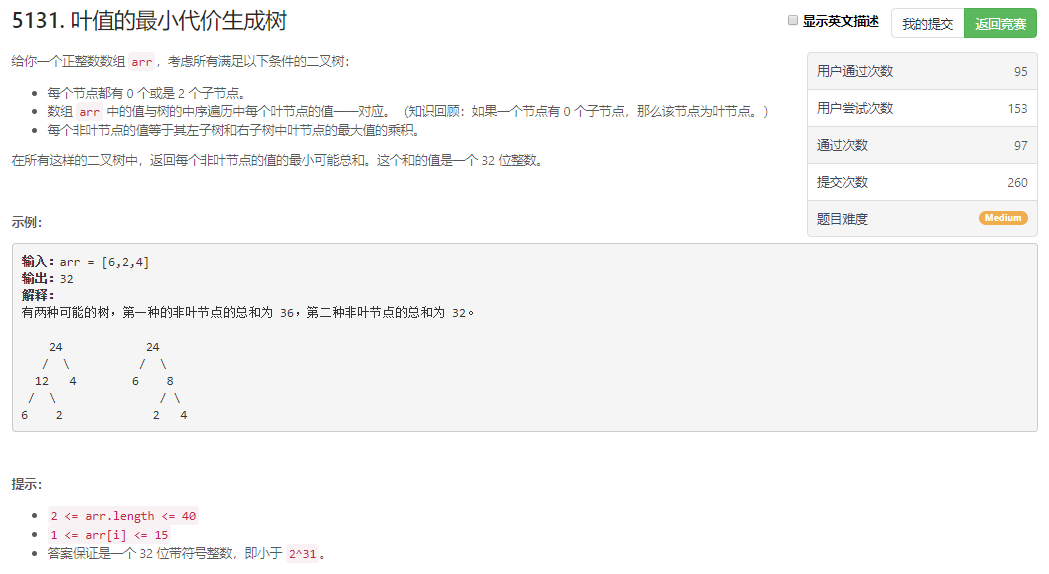 5131. 叶值的最小代价生成树
显示英文描述
我的提交
返回竞赛
给你一个正整数数组 arr，考虑所有满足以下条件的二叉树：
每个节点都有 0 个或是 2 个子节点。
数组 arr 中的值与树的中序遍历中每个叶节点的值一一对应。（知识回顾：如果一个节点有 0 个子节点，那么该节点为叶节点。）
每个非叶节点的值等于其左子树和右子树中叶节点的最大值的乘积。
在所有这样的二叉树中，返回每个非叶节点的值的最小可能总和。这个和的值是一个 32 位整数。
用户通过次数 95
用户尝试次数 153
通过次数 97
提交次数 260
题目难度 Medium
示例：
输入：arr = [6,2,4]
输出：32
解释：
有两种可能的树，第一种的非叶节点的总和为 36，第二种非叶节点的总和为 32。
24 24
/ \ / \
12 4 6 8
/ \ / \
6 2 2 4
提示：
2 <= arr.length <= 40
1 <= arr[i] <= 15
答案保证是一个 32 位带符号整数，即小于 2^31。